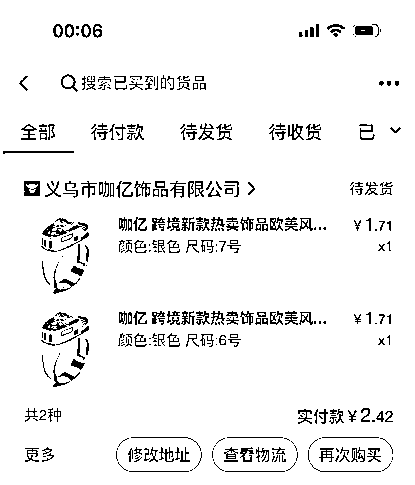 00:06
搜索已买到的货品
全部 待付款 待发货 待收货 已
义乌市咖亿饰品有限公司 待发货
咖亿 跨境新款热卖饰品欧美风... ¥1.71
颜色:银色 尺码:7号 x1
咖亿 跨境新款热卖饰品欧美风... ¥1.71
颜色:银色 尺码:6号 x1
共2种 实付款¥2.42
更多 修改地址 查看物流 再次购买